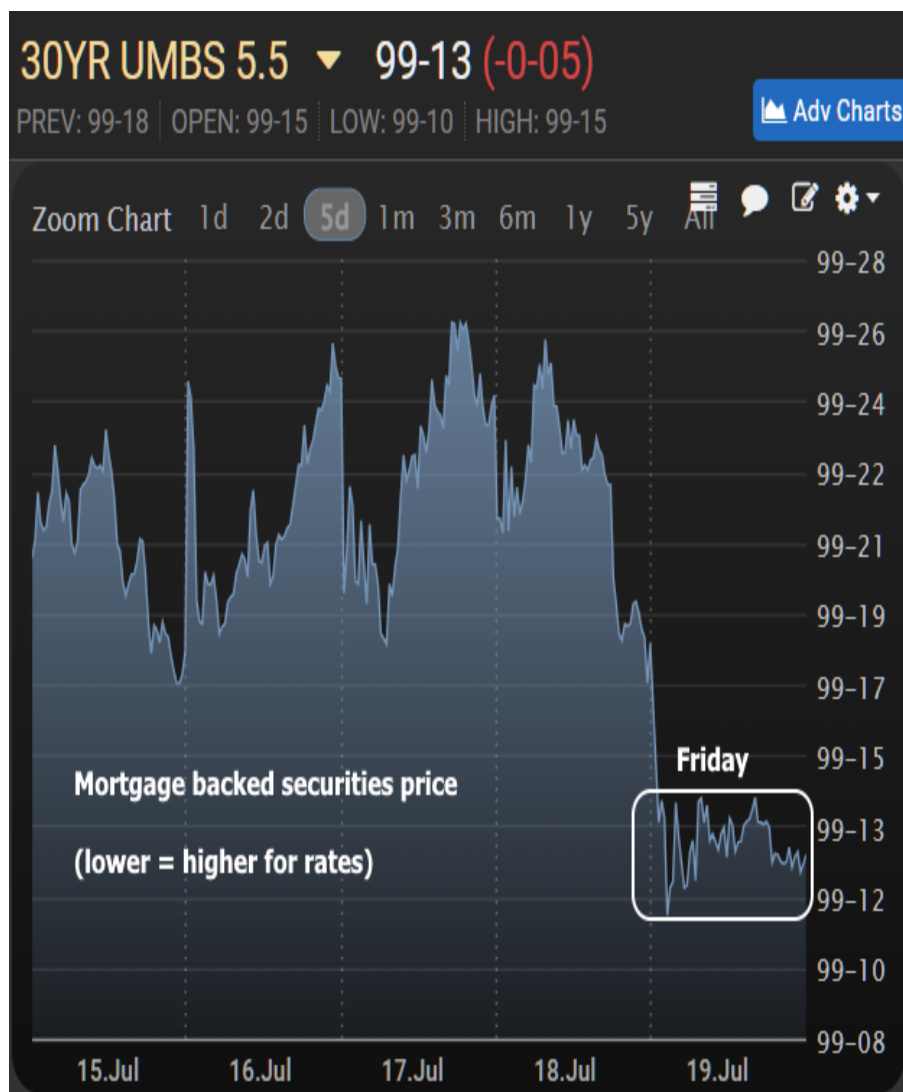 30YR UMBS 5.5 99-13 (-0-05)
PREV: 99-18 OPEN: 99-15 LOW: 99-10 HIGH: 99-15
Adv Charts
Zoom Chart 1d 2d 5d 1m 3m 6m 1y 5y All
99-28
99-26
99-24
99-22
99-21
99-19
99-17
Friday
99-15
Mortgage backed securities price
99-13
(lower = higher for rates)
99-12
99-10
99-08
15.Jul 16.Jul 17.Jul 18.Jul 19.Jul